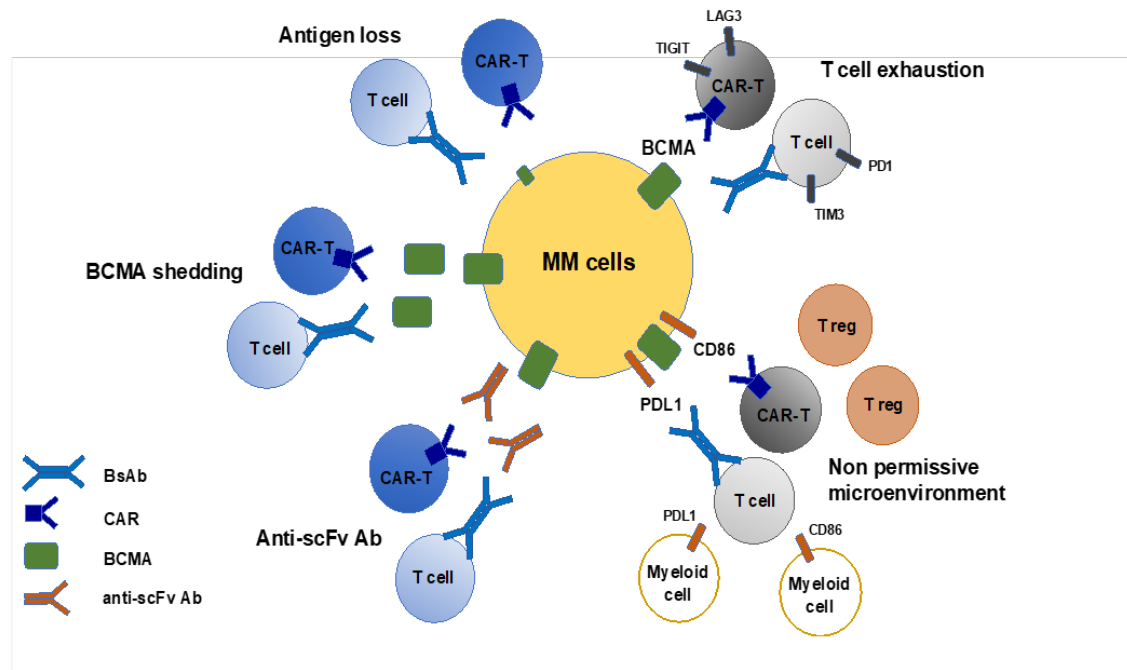 Antigen loss
CAR-T
T cell
LAG3
TIGIT
CAR-T
T cell exhaustion
T cell
PD1
TIM3
BCMA
MM cells
CAR-T
BCMA shedding
T cell
CD86
PDL1
T reg
T reg
CAR-T
Non permissive
microenvironment
T cell
PDL1
CD86
Myeloid
cell
Myeloid
cell
CAR-T
Anti-scFv Ab
T cell
BsAb
CAR
BCMA
anti-scFv Ab